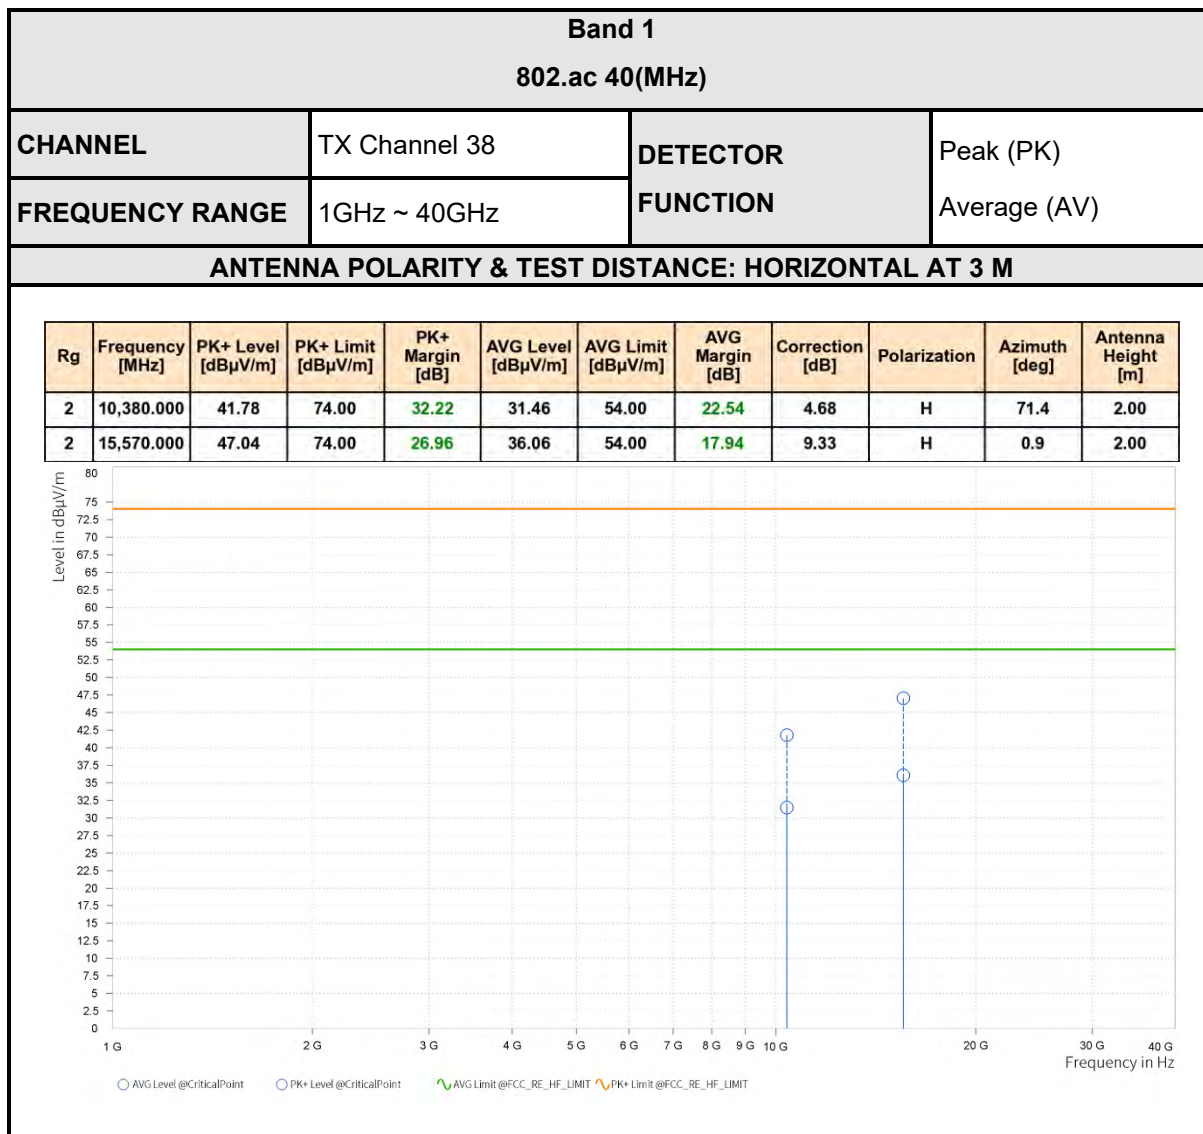 Band 1
802.ac 40(MHz)
CHANNEL TX Channel 38 DETECTOR FUNCTION Peak (PK) Average (AV)
FREQUENCY RANGE 1GHz ~ 40GHz
ANTENNA POLARITY & TEST DISTANCE: HORIZONTAL AT 3 M
Rg Frequency [MHz] PK+ Level [dBµV/m] PK+ Limit [dBµV/m] PK+ Margin [dB] AVG Level [dBµV/m] AVG Limit [dBµV/m] AVG Margin [dB] Correction [dB] Polarization Azimuth [deg] Antenna Height [m]
2 10,380.000 41.78 74.00 32.22 31.46 54.00 22.54 4.68 H 71.4 2.00
2 15,570.000 47.04 74.00 26.96 36.06 54.00 17.94 9.33 H 0.9 2.00
Level in dBµV/m
80
75
72.5
70
67.5
65
62.5
60
57.5
55
52.5
50
47.5
45
42.5
40
37.5
35
32.5
30
27.5
25
22.5
20
17.5
15
12.5
10
7.5
5
2.5
0
1 G 2 G 3 G 4 G 5 G 6 G 7 G 8 G 9 G 10 G 20 G 30 G 40 G
Frequency in Hz
AVG Level @CriticalPoint PK+ Level @CriticalPoint AVG Limit @FCC_RE_HF_LIMIT PK+ Limit @FCC_RE_HF_LIMIT